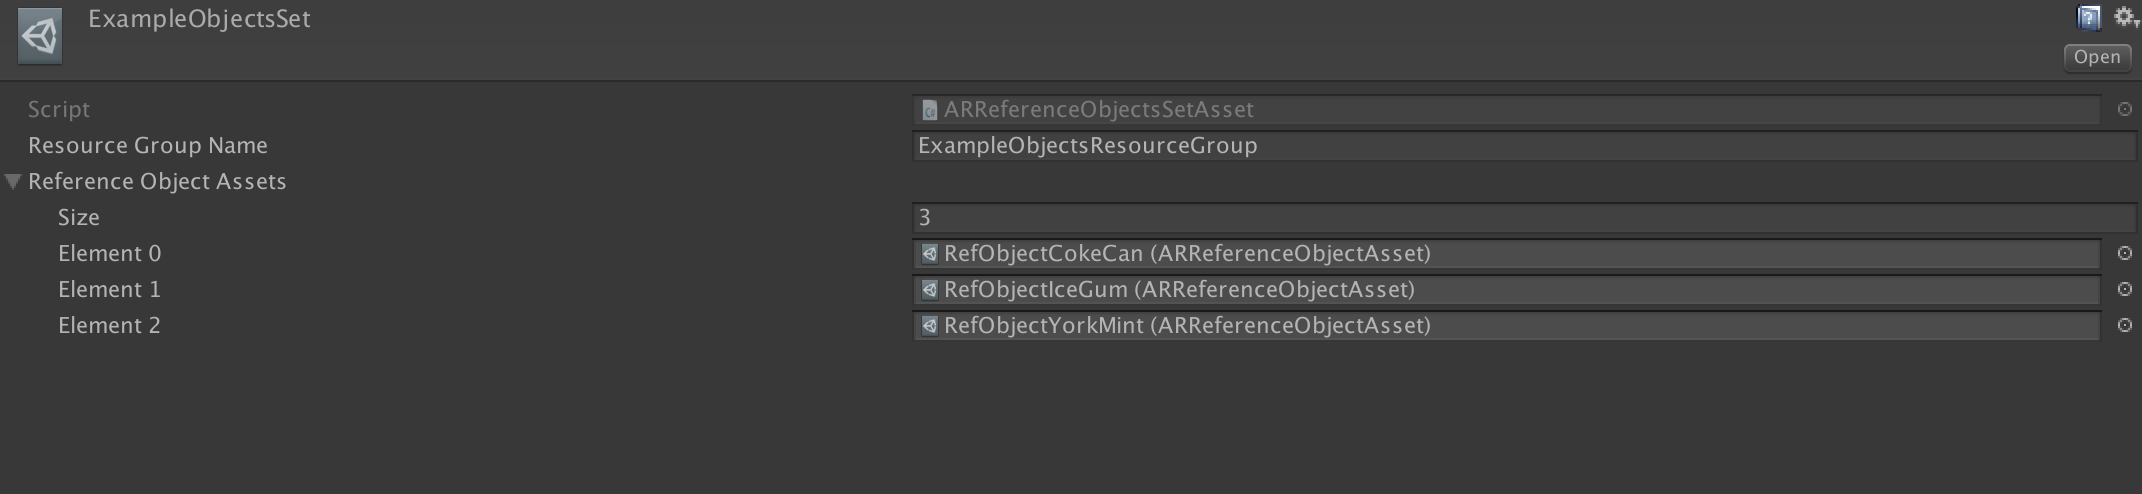 ExampleObjectsSet
Open
Script ARReferenceObjectsSetAsset
Resource Group Name ExampleObjectsResourceGroup
Reference Object Assets
Size 3
Element 0 RefObjectCokeCan (ARReferenceObjectAsset)
Element 1 RefObjectIceGum (ARReferenceObjectAsset)
Element 2 RefObjectYorkMint (ARReferenceObjectAsset)